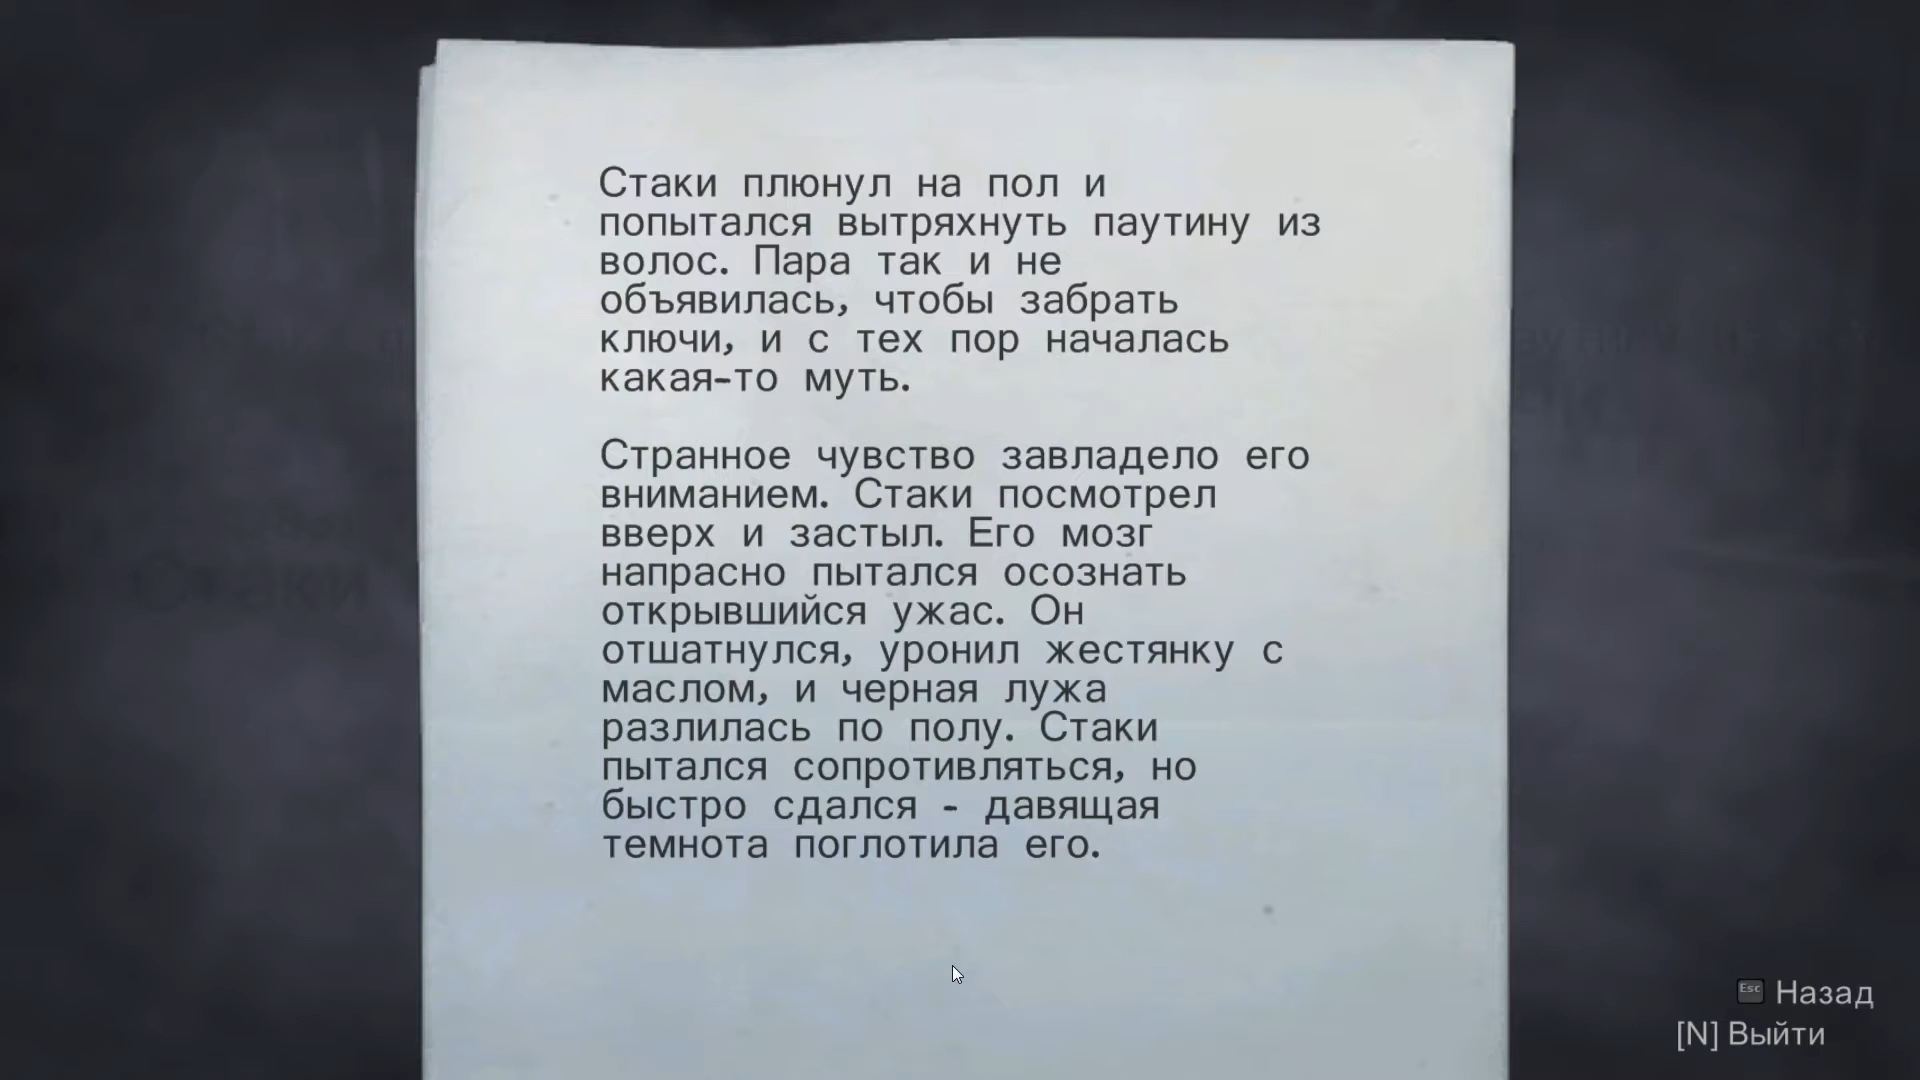 Стаки плюнул на пол и
попытался вытряхнуть паутину из
волос. Пара так и не
объявилась, чтобы забрать
ключи, и с тех пор началась
какая-то муть.
Странное чувство завладело его
вниманием. Стаки посмотрел
вверх и застыл. Его мозг
напрасно пытался осознать
открывшийся ужас. Он
отшатнулся, уронил жестянку с
маслом, и черная лужа
разлилась по полу. Стаки
пытался сопротивляться, но
быстро сдался - давящая
темнота поглотила его.
Стаки
Esc Назад
[N] Выйти